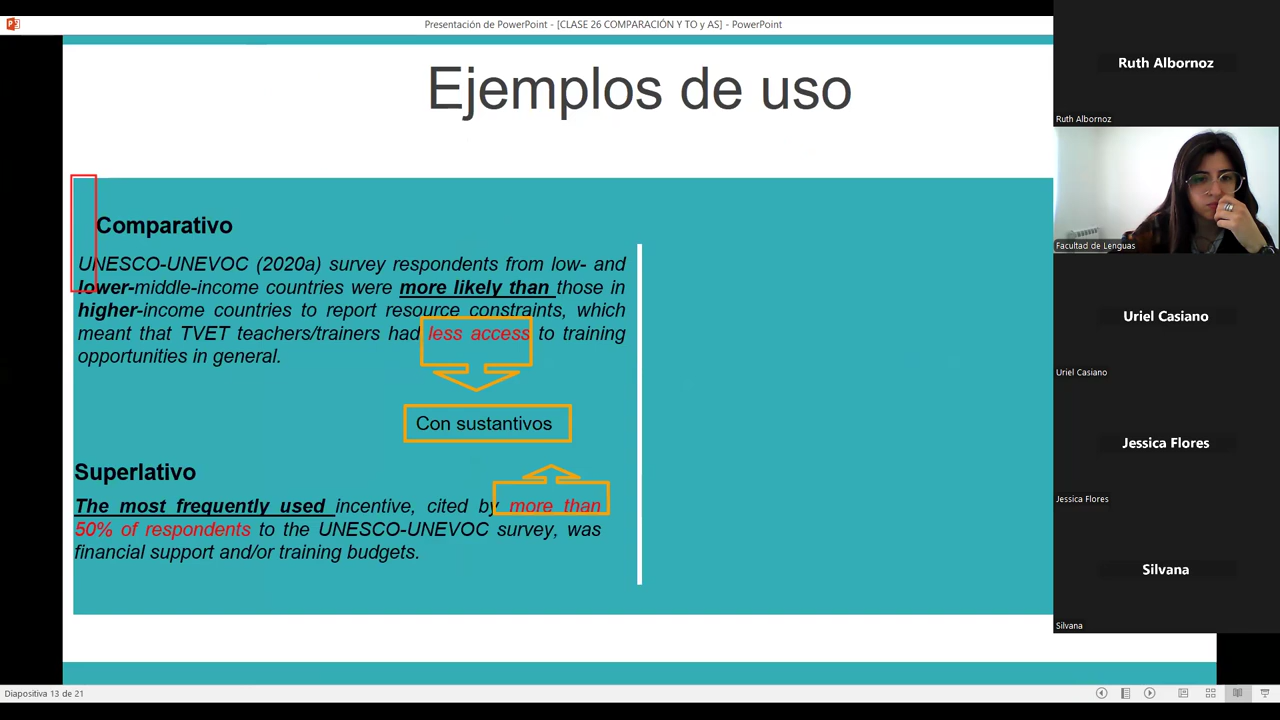 Presentación de PowerPoint - [CLASE 26 COMPARACIÓN Y TO y AS] - PowerPoint
Ejemplos de uso
Comparativo
UNESCO-UNEVOC (2020a) survey respondents from low- and
lower-middle-income countries were more likely than those in
higher-income countries to report resource constraints, which
meant that TVET teachers/trainers had less access to training
opportunities in general.
Con sustantivos
Superlativo
The most frequently used incentive, cited by more than
50% of respondents to the UNESCO-UNEVOC survey, was
financial support and/or training budgets.
Ruth Albornoz
Ruth Albornoz
Facultad de Lenguas
Uriel Casiano
Uriel Casiano
Jessica Flores
Jessica Flores
Silvana
Silvana
Diapositiva 13 de 21